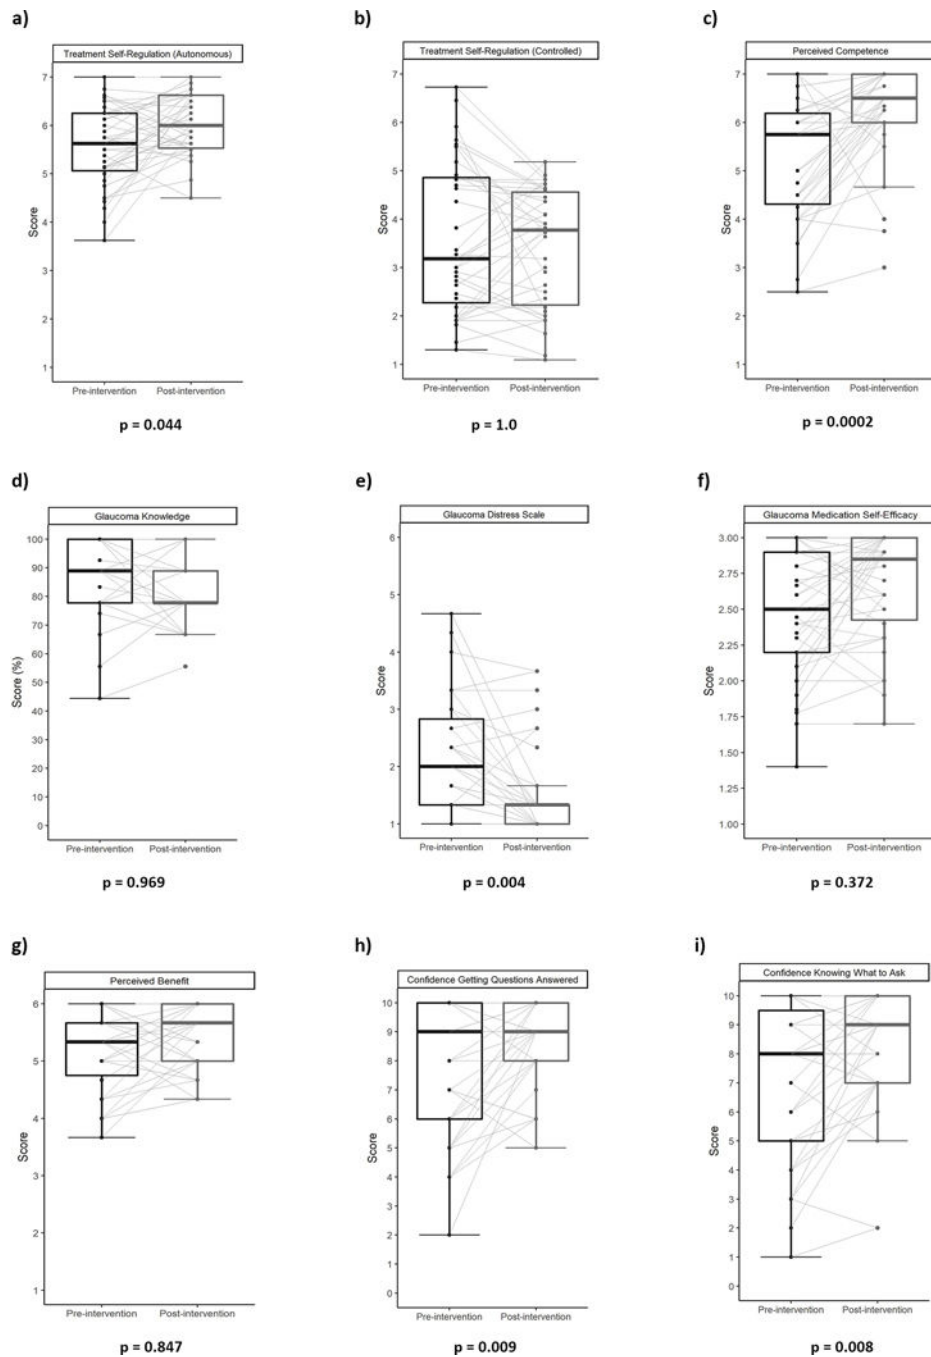 a)
Treatment Self-Regulation (Autonomous)
7
6
5
4
3
2
1
Score
Pre-intervention Post-intervention
p = 0.044
b)
Treatment Self-Regulation (Controlled)
7
6
5
4
3
2
1
Score
Pre-intervention Post-intervention
p = 1.0
c)
Perceived Competence
7
6
5
4
3
2
1
Score
Pre-intervention Post-intervention
p = 0.0002
d)
Glaucoma Knowledge
100
90
80
70
60
50
40
30
20
10
0
Score (%)
Pre-intervention Post-intervention
p = 0.969
e)
Glaucoma Distress Scale
6
5
4
3
2
1
Score
Pre-intervention Post-intervention
p = 0.004
f)
Glaucoma Medication Self-Efficacy
3.00
2.75
2.50
2.25
2.00
1.75
1.50
1.25
1.00
Score
Pre-intervention Post-intervention
p = 0.372
g)
Perceived Benefit
6
5
4
3
2
1
Score
Pre-intervention Post-intervention
p = 0.847
h)
Confidence Getting Questions Answered
10
9
8
7
6
5
4
3
2
1
0
Score
Pre-intervention Post-intervention
p = 0.009
i)
Confidence Knowing What to Ask
10
9
8
7
6
5
4
3
2
1
0
Score
Pre-intervention Post-intervention
p = 0.008